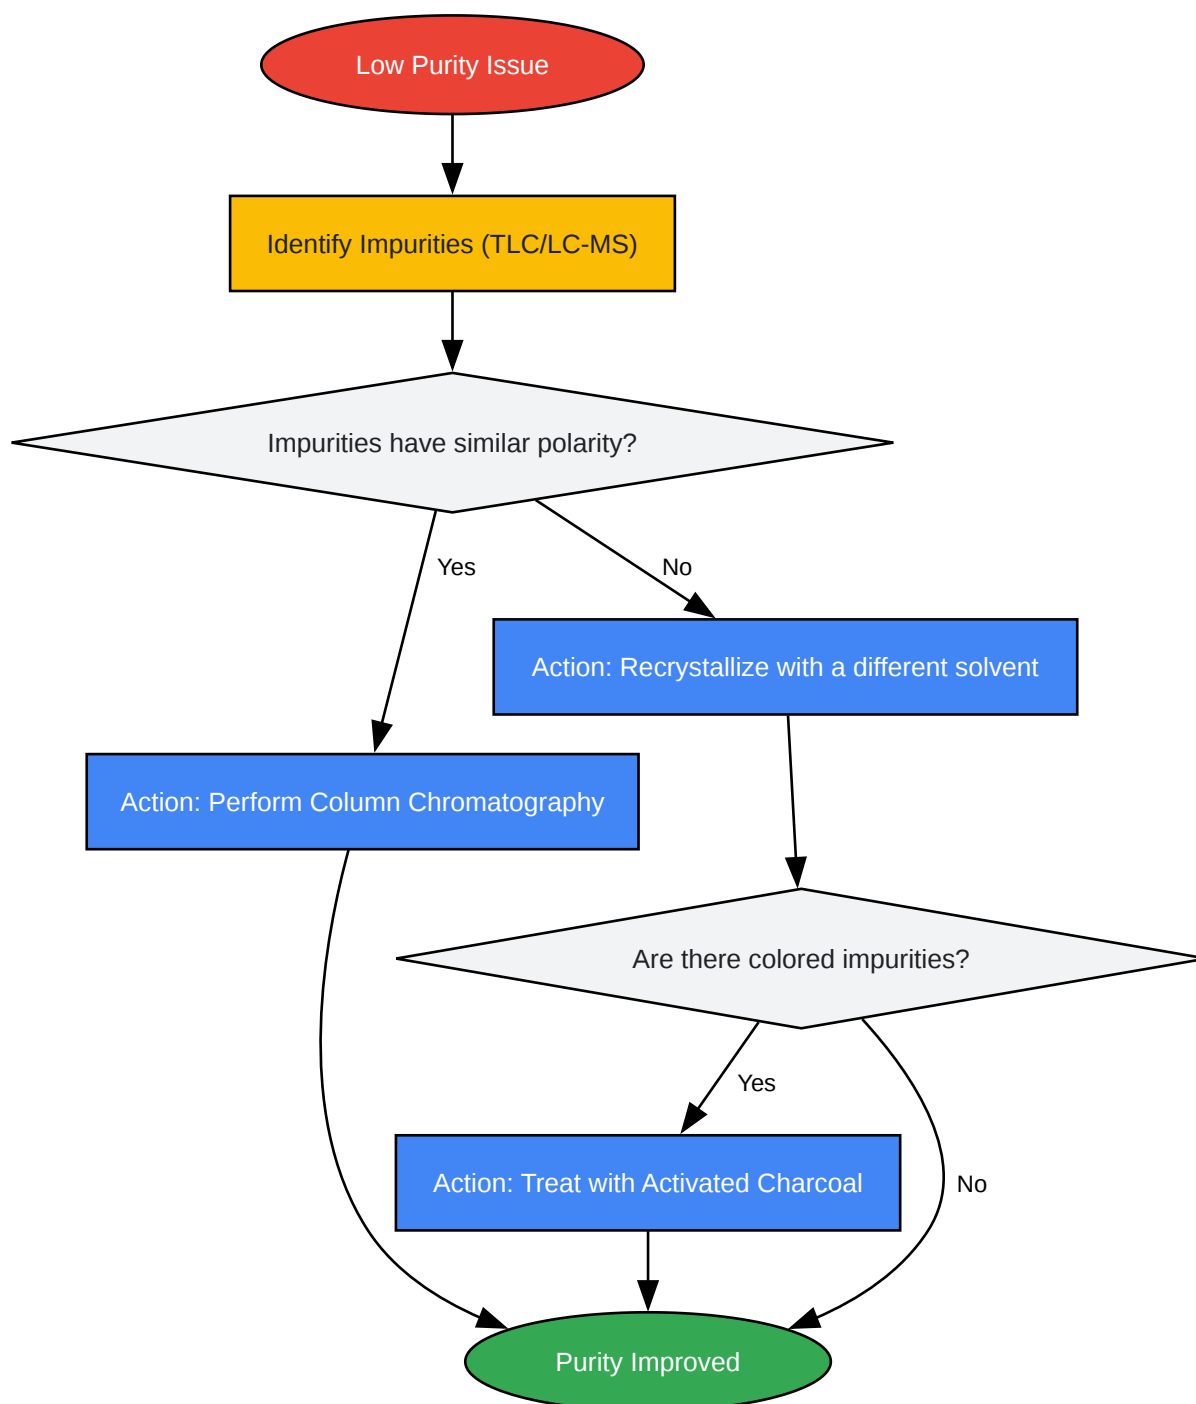 Low Purity Issue
Identify Impurities (TLC/LC-MS)
Impurities have similar polarity?
Yes
No
Action: Recrystallize with a different solvent
Action: Perform Column Chromatography
Are there colored impurities?
Yes
Action: Treat with Activated Charcoal
No
Purity Improved